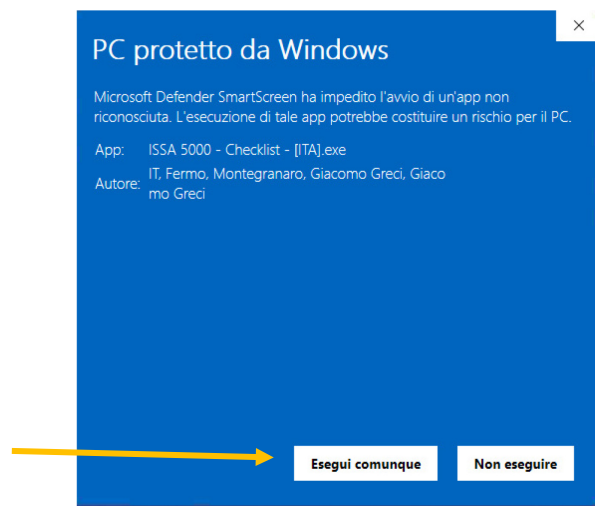 PC protetto da Windows
Microsoft Defender SmartScreen ha impedito l'avvio di un'app non
riconosciuta. L'esecuzione di tale app potrebbe costituire un rischio per il PC.
App: ISSA 5000 - Checklist - [ITA].exe
Autore: IT, Fermo, Montegranaro, Giacomo Greci, Giaco
mo Greci
Esegui comunque Non eseguire